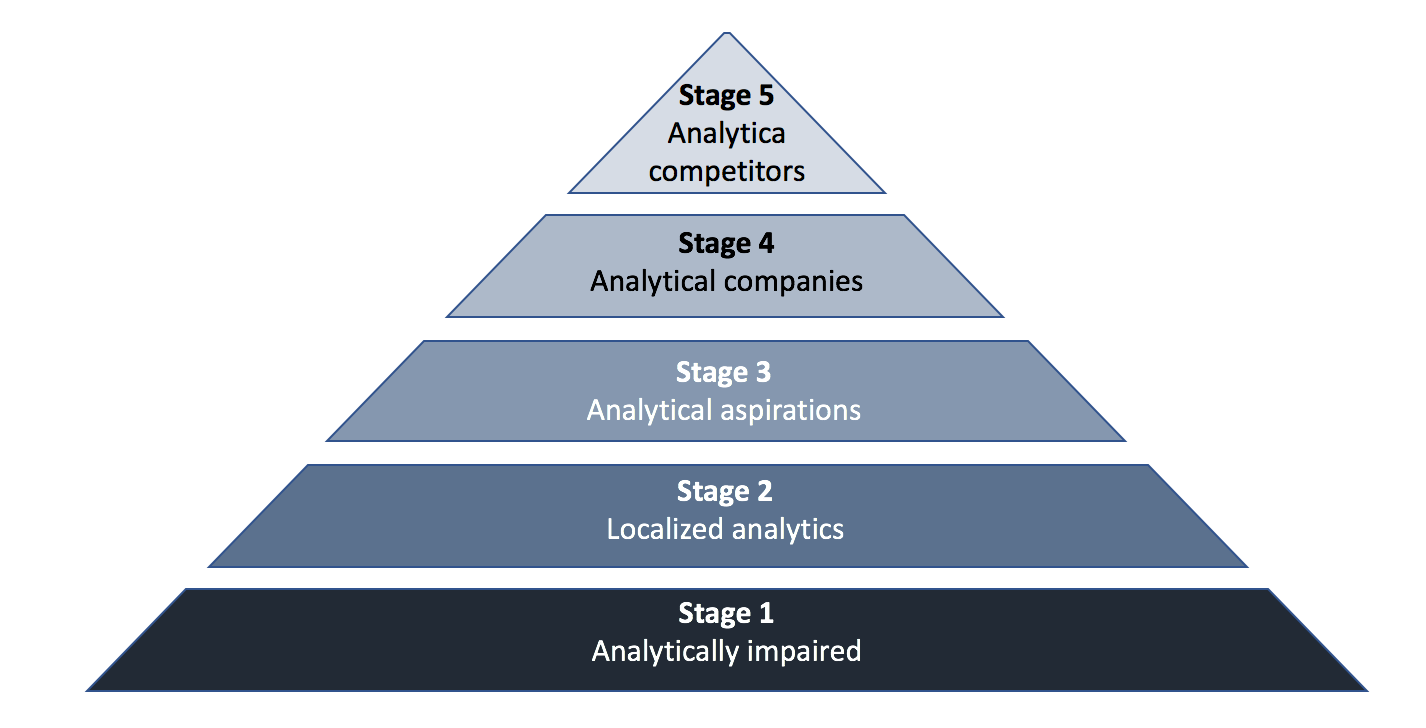 Stage 5
Analytica
competitors
Stage 4
Analytical companies
Stage 3
Analytical aspirations
Stage 2
Localized analytics
Stage 1
Analytically impaired